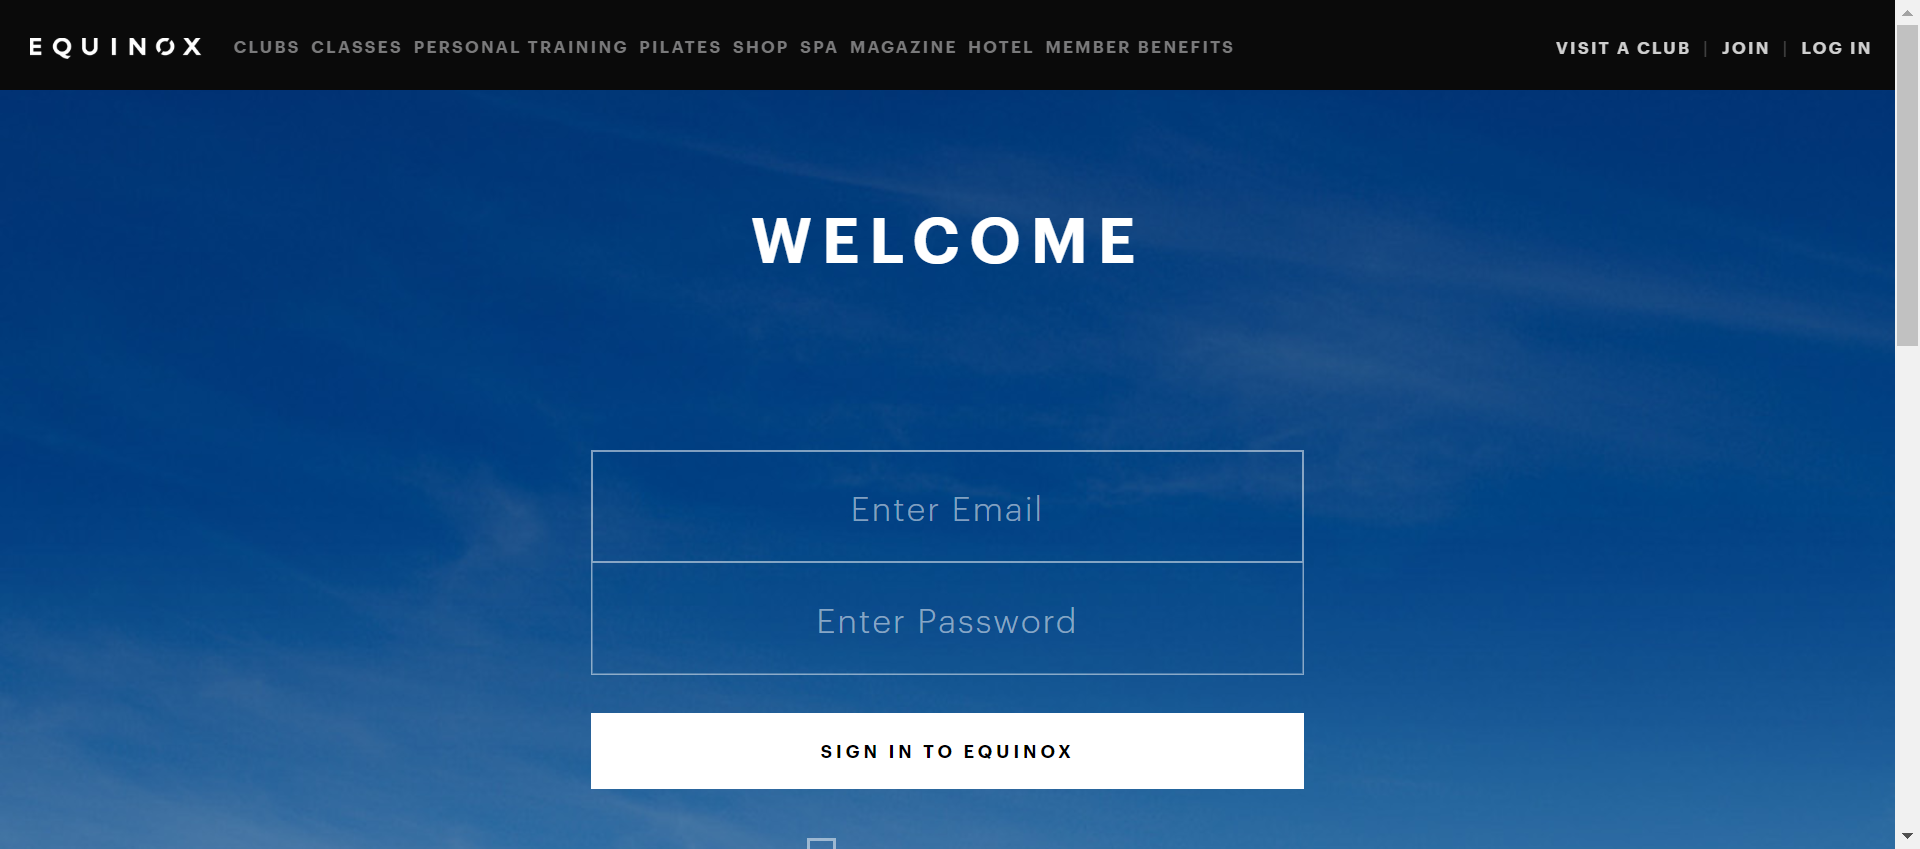 EQUINOX CLUBS CLASSES PERSONAL TRAINING PILATES SHOP SPA MAGAZINE HOTEL MEMBER BENEFITS VISIT A CLUB | JOIN | LOG IN
WELCOME
Enter Email
Enter Password
SIGN IN TO EQUINOX